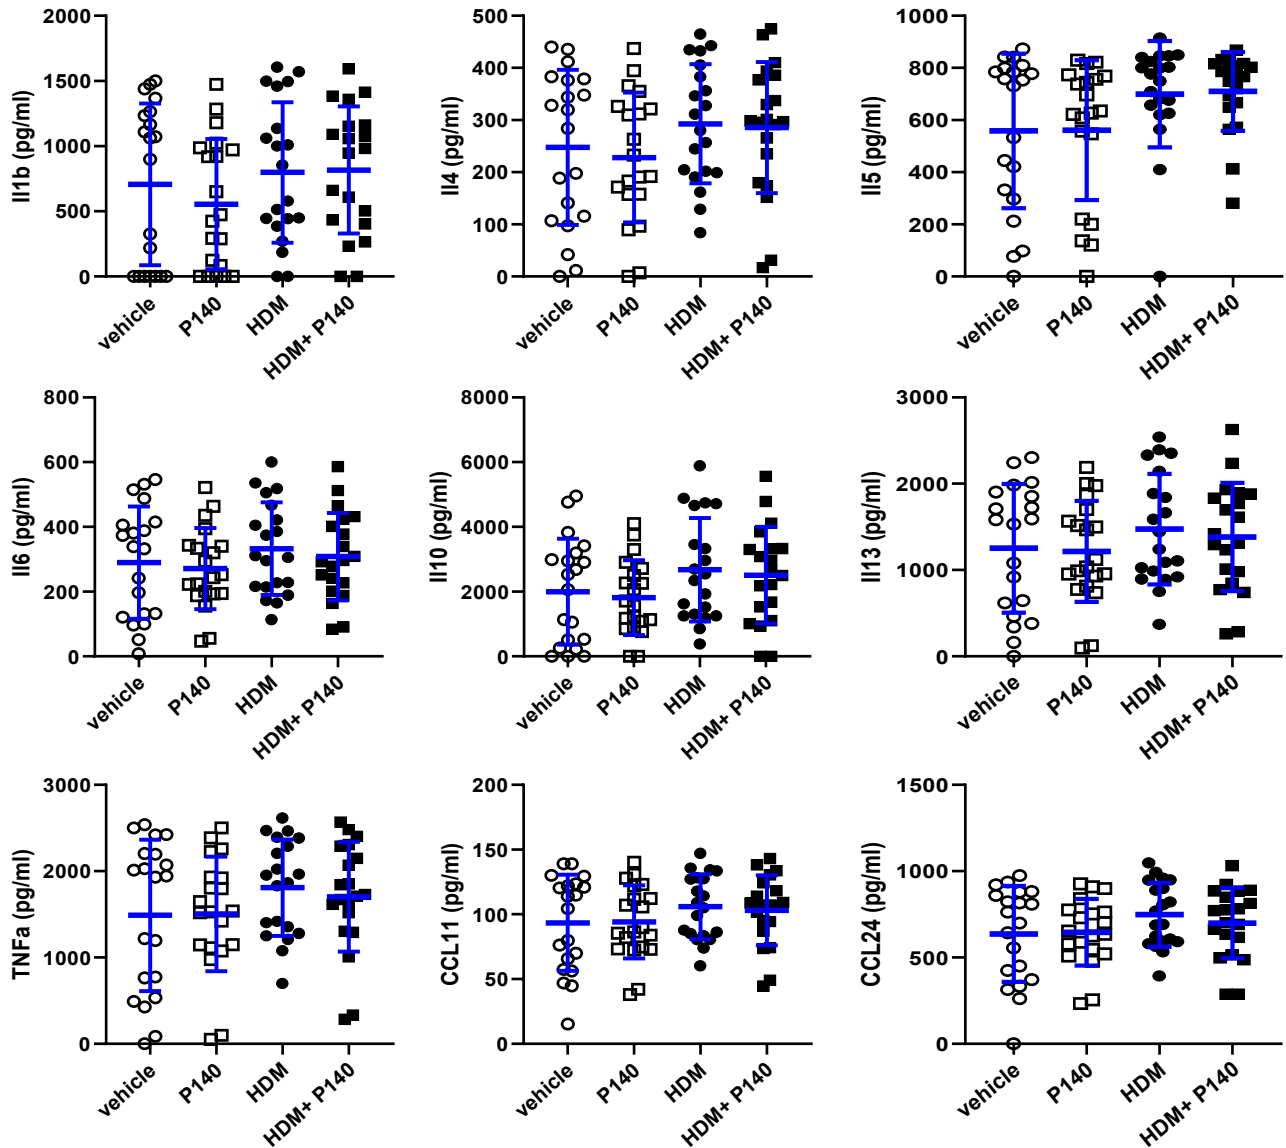 Il1b (pg/ml)
2000
1500
1000
500
0
vehicle
P140
HDM
HDM+ P140
Il4 (pg/ml)
500
400
300
200
100
0
vehicle
P140
HDM
HDM+ P140
Il5 (pg/ml)
1000
800
600
400
200
0
vehicle
P140
HDM
HDM+ P140
Il6 (pg/ml)
800
600
400
200
0
vehicle
P140
HDM
HDM+ P140
Il10 (pg/ml)
8000
6000
4000
2000
0
vehicle
P140
HDM
HDM+ P140
Il13 (pg/ml)
3000
2000
1000
0
vehicle
P140
HDM
HDM+ P140
TNFa (pg/ml)
3000
2000
1000
0
vehicle
P140
HDM
HDM+ P140
CCL11 (pg/ml)
200
150
100
50
0
vehicle
P140
HDM
HDM+ P140
CCL24 (pg/ml)
1500
1000
500
0
vehicle
P140
HDM
HDM+ P140